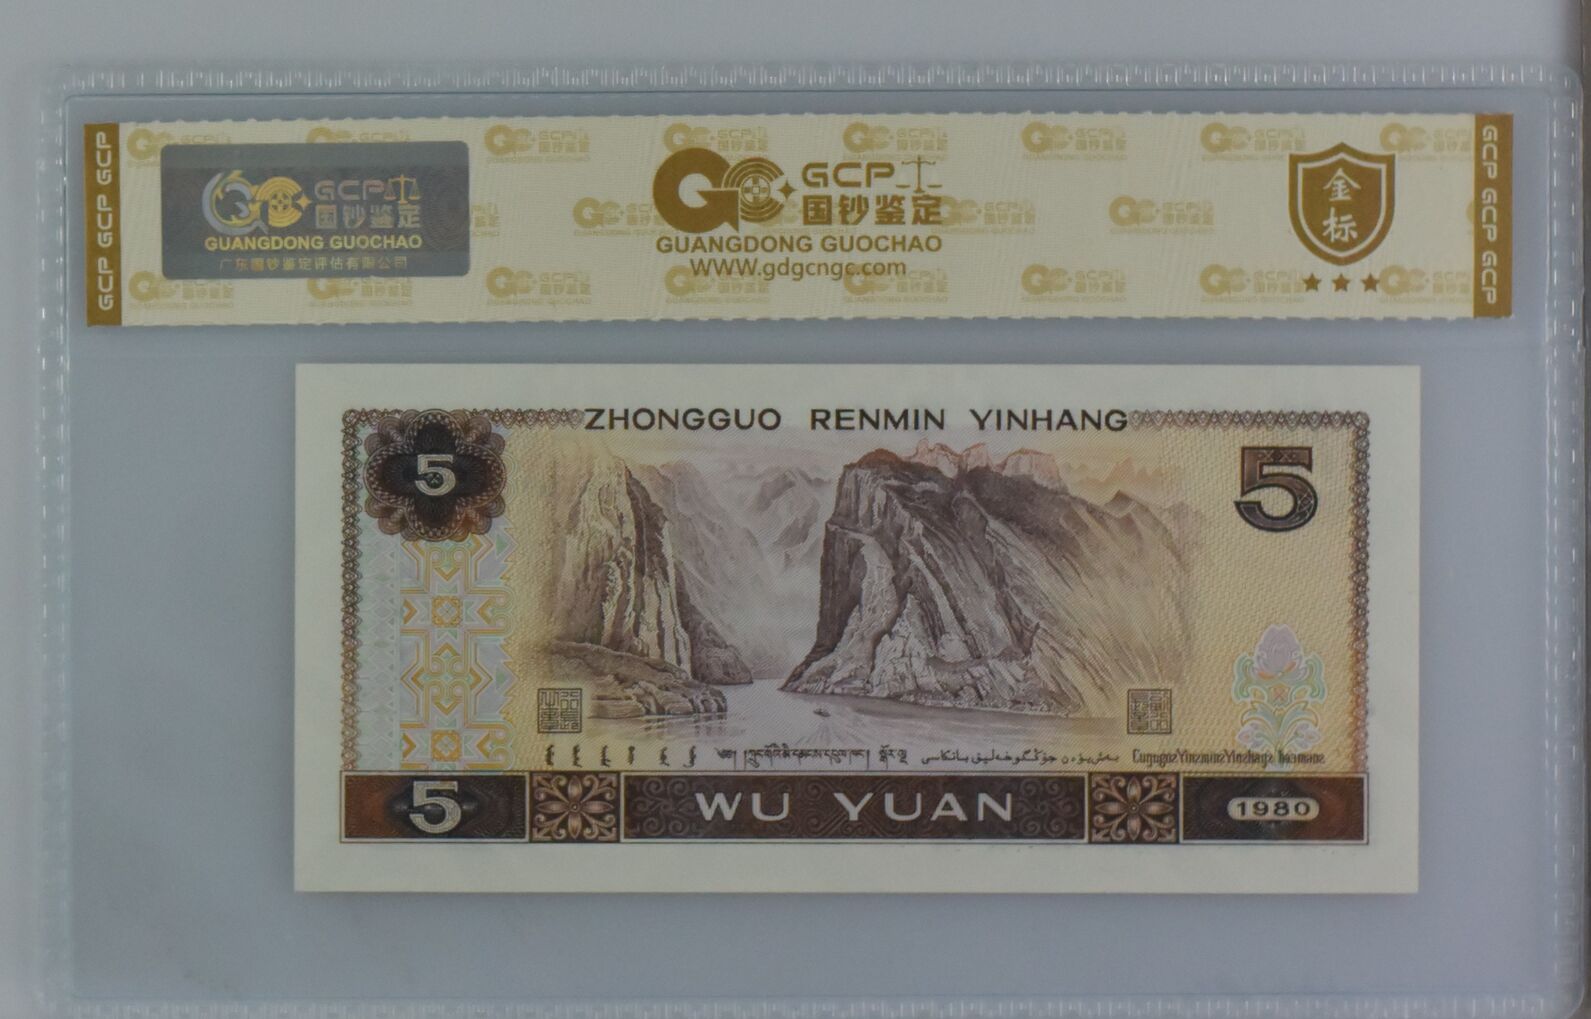 GCP GCP GCP
GCP
国钞鉴定
GUANGDONG GUOCHAO
广东国钞鉴定评估有限公司
GCP
国钞鉴定
GUANGDONG GUOCHAO
WWW.gdgcngc.com
金标
GCP GCP GCP
ZHONGGUO RENMIN YINHANG
5
5
5
WU YUAN
1980